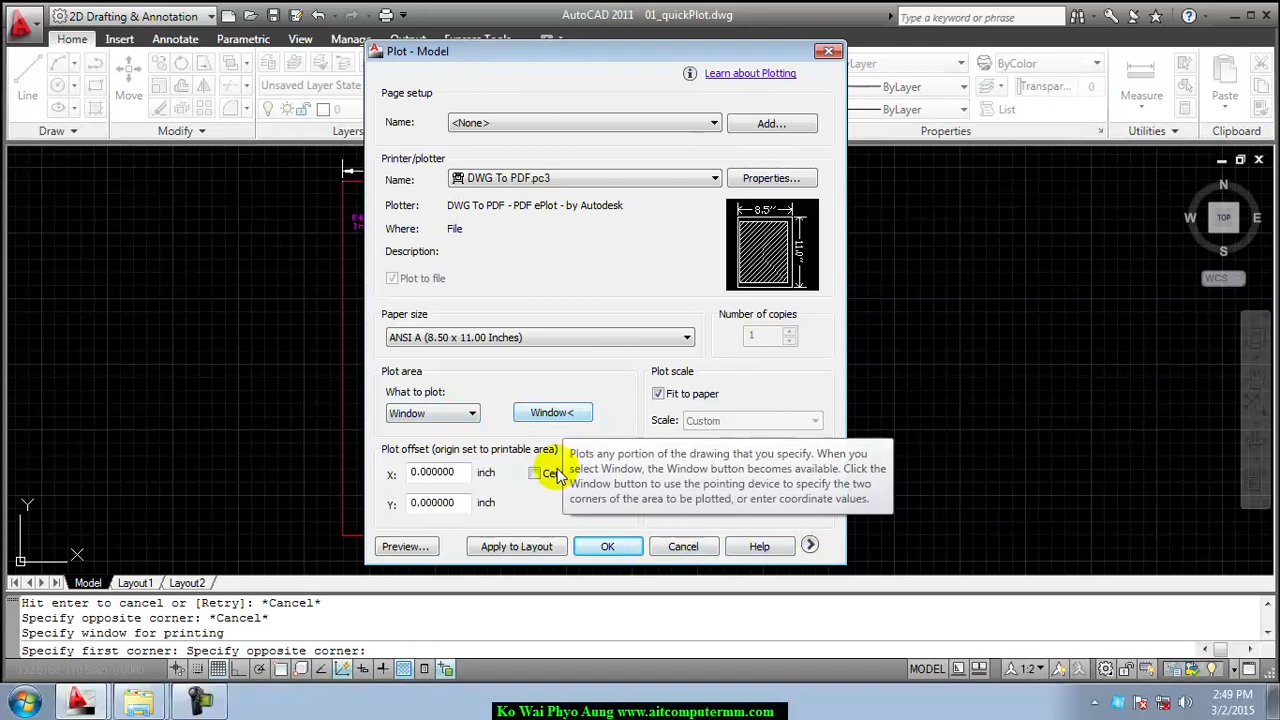 2D Drafting & Annotation
AutoCAD 2011 01_quickPlot.dwg
Type a keyword or phrase
Home Insert Annotate Parametric View
Plot - Model
Learn about Plotting
Line
Move
Unsaved Layer State
0
ByColor
ByLayer
ByLayer
Transpar... 0
List
Measure
Paste
Draw
Modify
Layers
Properties
Utilities
Clipboard
Page setup
Name: <None> Add...
Printer/plotter
Name: DWG To PDF.pc3 Properties...
Plotter: DWG To PDF - PDF ePlot - by Autodesk
Where: File
Description:
Plot to file
8.5''
11.0''
Paper size
ANSI A (8.50 x 11.00 Inches)
Number of copies
1
Plot area
What to plot:
Window Window<
Plot scale
Fit to paper
Scale: Custom
Plot offset (origin set to printable area)
X: 0.000000 inch
Y: 0.000000 inch
Plots any portion of the drawing that you specify. When you
select Window, the Window button becomes available. Click the
Window button to use the pointing device to specify the two
corners of the area to be plotted, or enter coordinate values.
Preview... Apply to Layout OK Cancel Help
N
W TOP E
S
WCS
Y
X
Model Layout1 Layout2
Hit enter to cancel or [Retry]: *Cancel*
Specify opposite corner: *Cancel*
Specify window for printing
Specify first corner: Specify opposite corner:
MODEL
1:2
2:49 PM
3/2/2015
Ko Wai Phyo Aung www.aitcomputermm.com